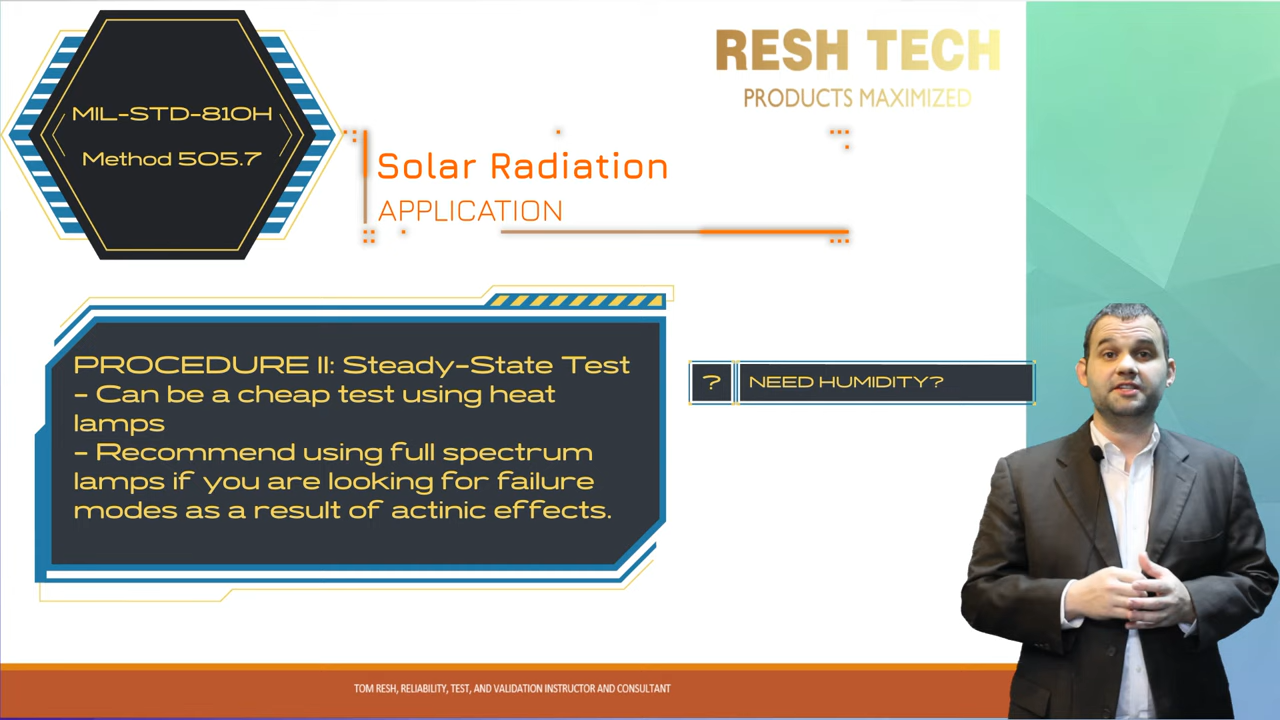 MIL-STD-810H
Method 505.7
RESH TECH
PRODUCTS MAXIMIZED
Solar Radiation
APPLICATION
PROCEDURE II: Steady-State Test
- Can be a cheap test using heat
lamps
- Recommend using full spectrum
lamps if you are looking for failure
modes as a result of actinic effects.
? NEED HUMIDITY?
TOM RESH, RELIABILITY, TEST, AND VALIDATION INSTRUCTOR AND CONSULTANT